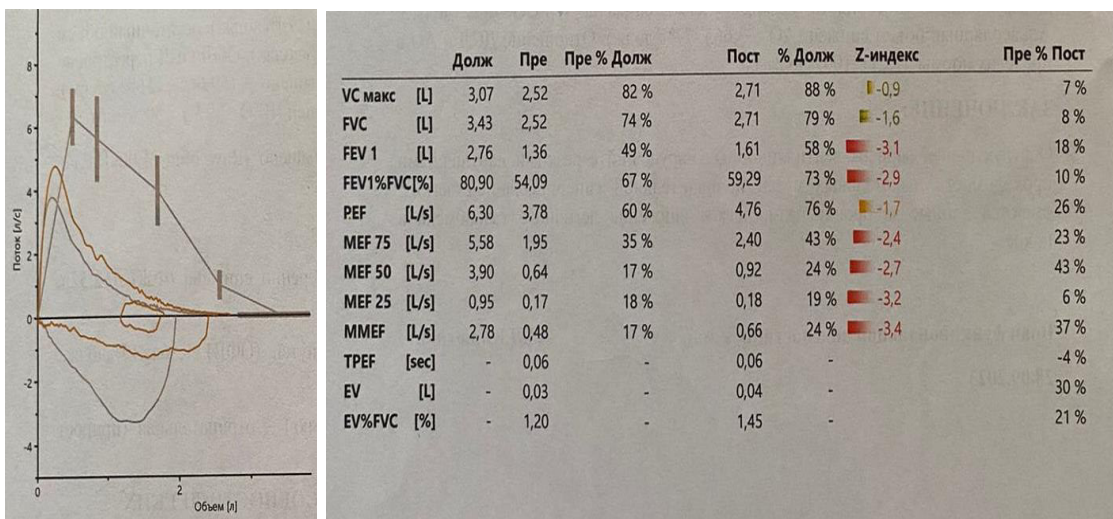 Поток [л/с]
8
6
4
2
0
-2
-4
0 2
Объем [л]
Долж Пре Пре % Долж Пост % Долж Z-индекс Пре % Пост
VC макс [L] 3,07 2,52 82 % 2,71 88 % -0,9 7 %
FVC [L] 3,43 2,52 74 % 2,71 79 % -1,6 8 %
FEV 1 [L] 2,76 1,36 49 % 1,61 58 % -3,1 18 %
FEV1%FVC[%] 80,90 54,09 67 % 59,29 73 % -2,9 10 %
PEF [L/s] 6,30 3,78 60 % 4,76 76 % -1,7 26 %
MEF 75 [L/s] 5,58 1,95 35 % 2,40 43 % -2,4 23 %
MEF 50 [L/s] 3,90 0,64 17 % 0,92 24 % -2,7 43 %
MEF 25 [L/s] 0,95 0,17 18 % 0,18 19 % -3,2 6 %
MMEF [L/s] 2,78 0,48 17 % 0,66 24 % -3,4 37 %
TPEF [sec] - 0,06 - 0,06 - -4 %
EV [L] - 0,03 - 0,04 - 30 %
EV%FVC [%] - 1,20 - 1,45 - 21 %